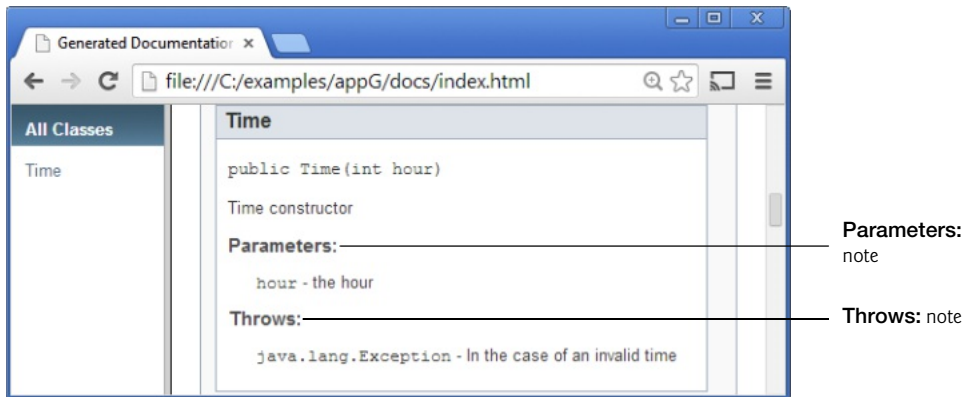 Generated Documentation
file:///C:/examples/appG/docs/index.html
All Classes
Time
Time
public Time(int hour)
Time constructor
Parameters:
hour - the hour
Throws:
java.lang.Exception - In the case of an invalid time
Parameters:
note
Throws: note